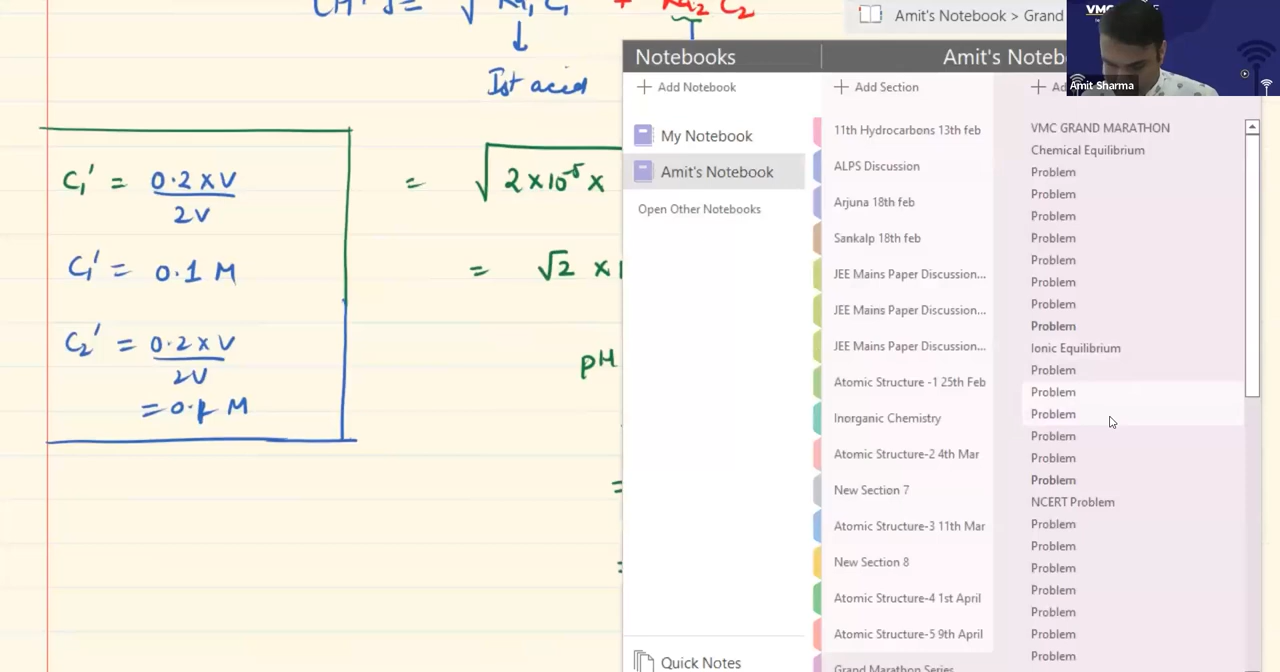 Amit's Notebook > Grand
VMC
Amit Sharma
Ist acid
C₁' = 0.2 x V
2V
C₁' = 0.1 M
C₂' = 0.2 x V
2V
= 0.1 M
= √2 x 10⁻⁵ x
= √2 x 1
pH
=
=
Notebooks
Amit's Noteb
+ Add Notebook
My Notebook
Amit's Notebook
Open Other Notebooks
Quick Notes
+ Add Section
11th Hydrocarbons 13th feb
ALPS Discussion
Arjuna 18th feb
Sankalp 18th feb
JEE Mains Paper Discussion...
JEE Mains Paper Discussion...
JEE Mains Paper Discussion...
Atomic Structure -1 25th Feb
Inorganic Chemistry
Atomic Structure-2 4th Mar
New Section 7
Atomic Structure-3 11th Mar
New Section 8
Atomic Structure-4 1st April
Atomic Structure-5 9th April
Grand Marathon Series
+ Ad
VMC GRAND MARATHON
Chemical Equilibrium
Problem
Problem
Problem
Problem
Problem
Problem
Problem
Problem
Ionic Equilibrium
Problem
Problem
Problem
Problem
Problem
Problem
NCERT Problem
Problem
Problem
Problem
Problem
Problem
Problem
Problem